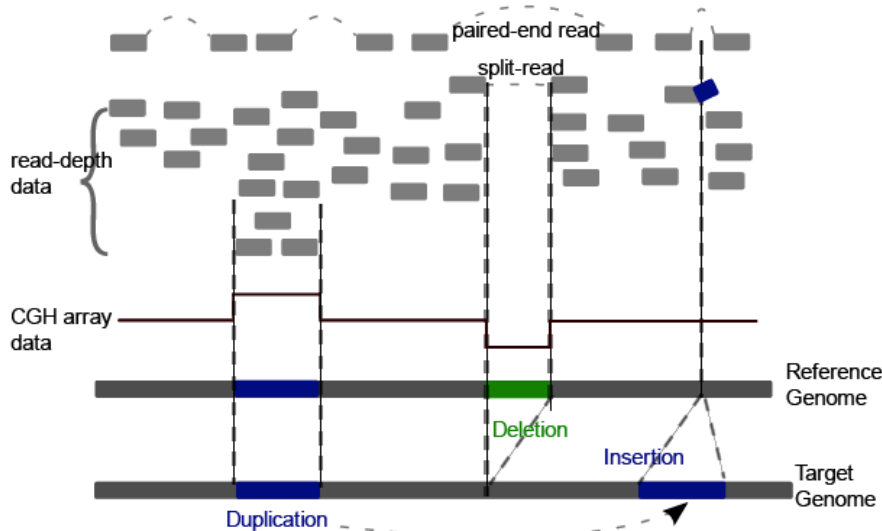 paired-end read
split-read
read-depth
data
CGH array
data
Reference
Genome
Deletion
Insertion
Target
Genome
Duplication